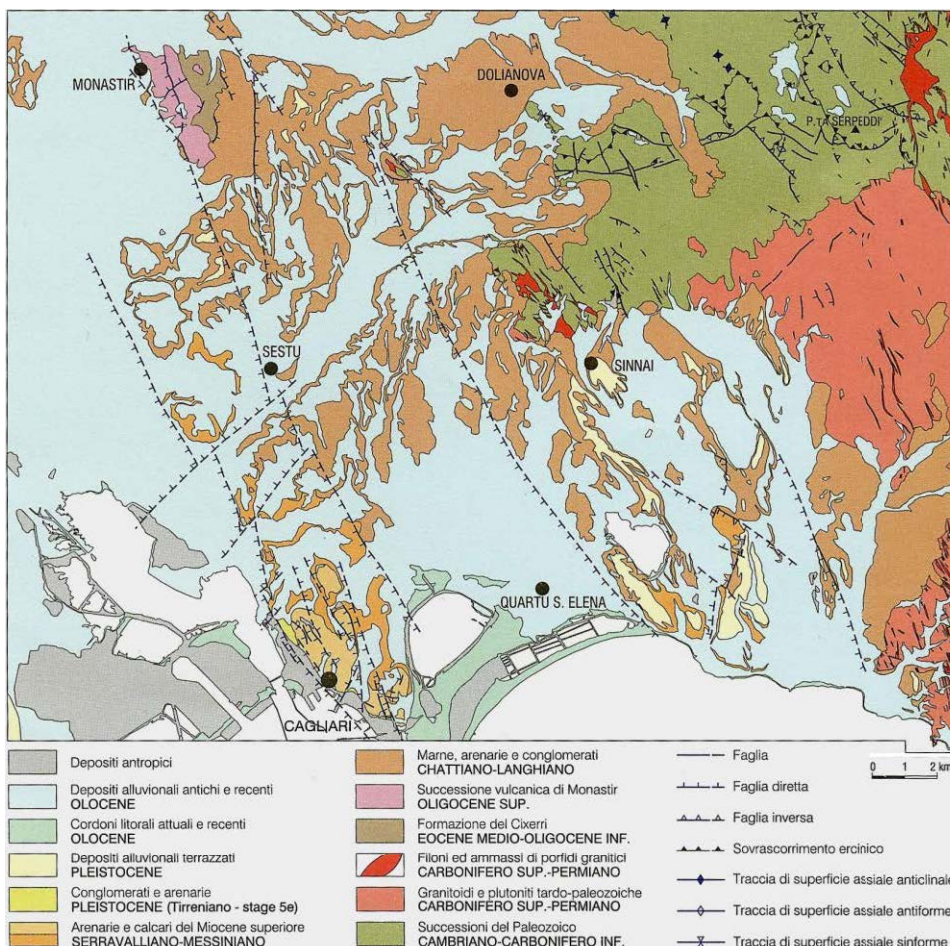 MONASTIR
DOLIANOVA
P.TA SERPEDDÌ
SESTU
SINNAI
QUARTU S. ELENA
CAGLIARI
0 1 2 km
Depositi antropici
Depositi alluvionali antichi e recenti
OLOCENE
Cordoni litorali attuali e recenti
OLOCENE
Depositi alluvionali terrazzati
PLEISTOCENE
Conglomerati e arenarie
PLEISTOCENE (Tirreniano - stage 5e)
Arenarie e calcari del Miocene superiore
SERRAVALLIANO-MESSINIANO
Marne, arenarie e conglomerati
CHATTIANO-LANGHIANO
Successione vulcanica di Monastir
OLIGOCENE SUP.
Formazione del Cixerri
EOCENE MEDIO-OLIGOCENE INF.
Filoni ed ammassi di porfidi granitici
CARBONIFERO SUP.-PERMIANO
Granitoidi e plutoniti tardo-paleozoiche
CARBONIFERO SUP.-PERMIANO
Successioni del Paleozoico
CAMBRIANO-CARBONIFERO INF.
Faglia
Faglia diretta
Faglia inversa
Sovrascorrimento ercinico
Traccia di superficie assiale anticlinale
Traccia di superficie assiale antiforme
Traccia di superficie assiale sinforme